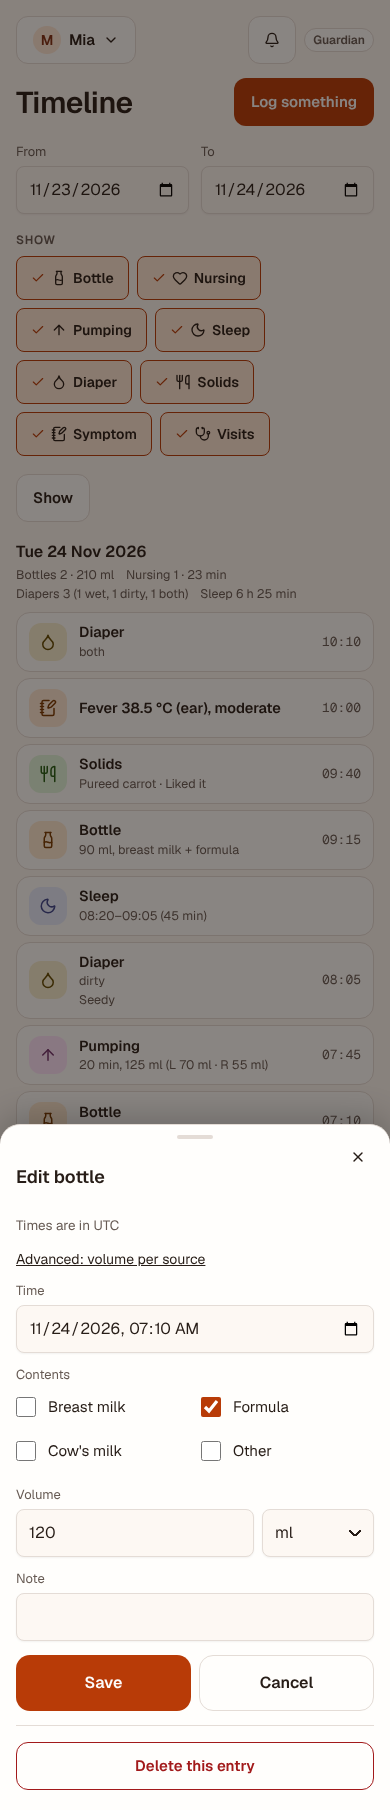 M Mia
Guardian
Timeline
Log something
From
To
11/23/2026
11/24/2026
SHOW
Bottle
Nursing
Pumping
Sleep
Diaper
Solids
Symptom
Visits
Show
Tue 24 Nov 2026
Bottles 2 · 210 ml Nursing 1 · 23 min
Diapers 3 (1 wet, 1 dirty, 1 both) Sleep 6 h 25 min
Diaper
both
10:10
Fever 38.5 °C (ear), moderate
10:00
Solids
Pureed carrot · Liked it
09:40
Bottle
90 ml, breast milk + formula
09:15
Sleep
08:20–09:05 (45 min)
Diaper
dirty
Seedy
08:05
Pumping
20 min, 125 ml (L 70 ml · R 55 ml)
07:45
Bottle
07:10
Edit bottle
Times are in UTC
Advanced: volume per source
Time
11/24/2026, 07:10 AM
Contents
Breast milk
Formula
Cow's milk
Other
Volume
120
ml
Note
Save
Cancel
Delete this entry